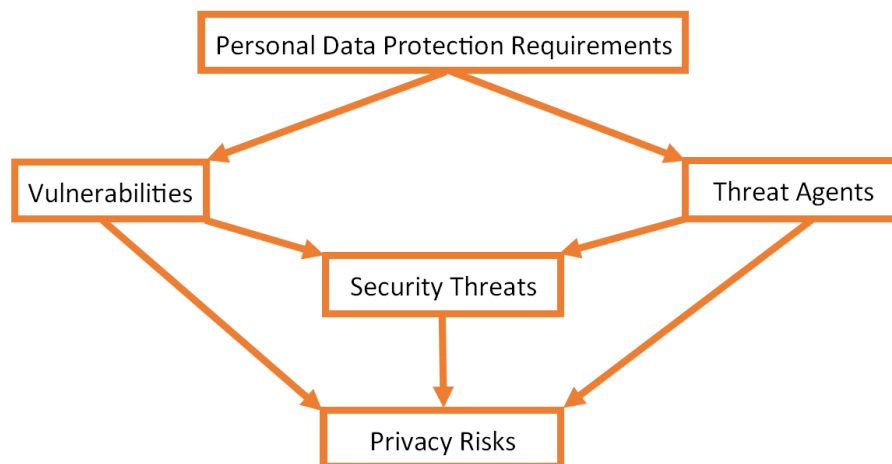 Personal Data Protection Requirements
Vulnerabilities
Threat Agents
Security Threats
Privacy Risks